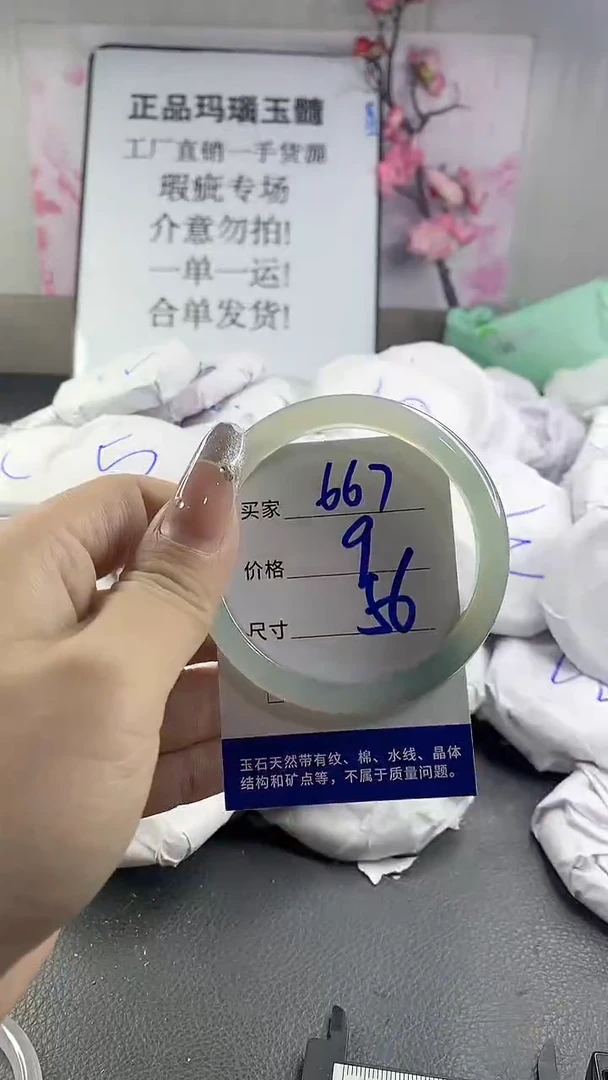 正品玛瑙玉髓
工厂直销一手货源
瑕疵专场
介意勿拍!
一单一运!
合单发货!
5
买家 667
价格 9
尺寸 56
玉石天然带有纹、棉、水线、晶体
结构和矿点等，不属于质量问题。